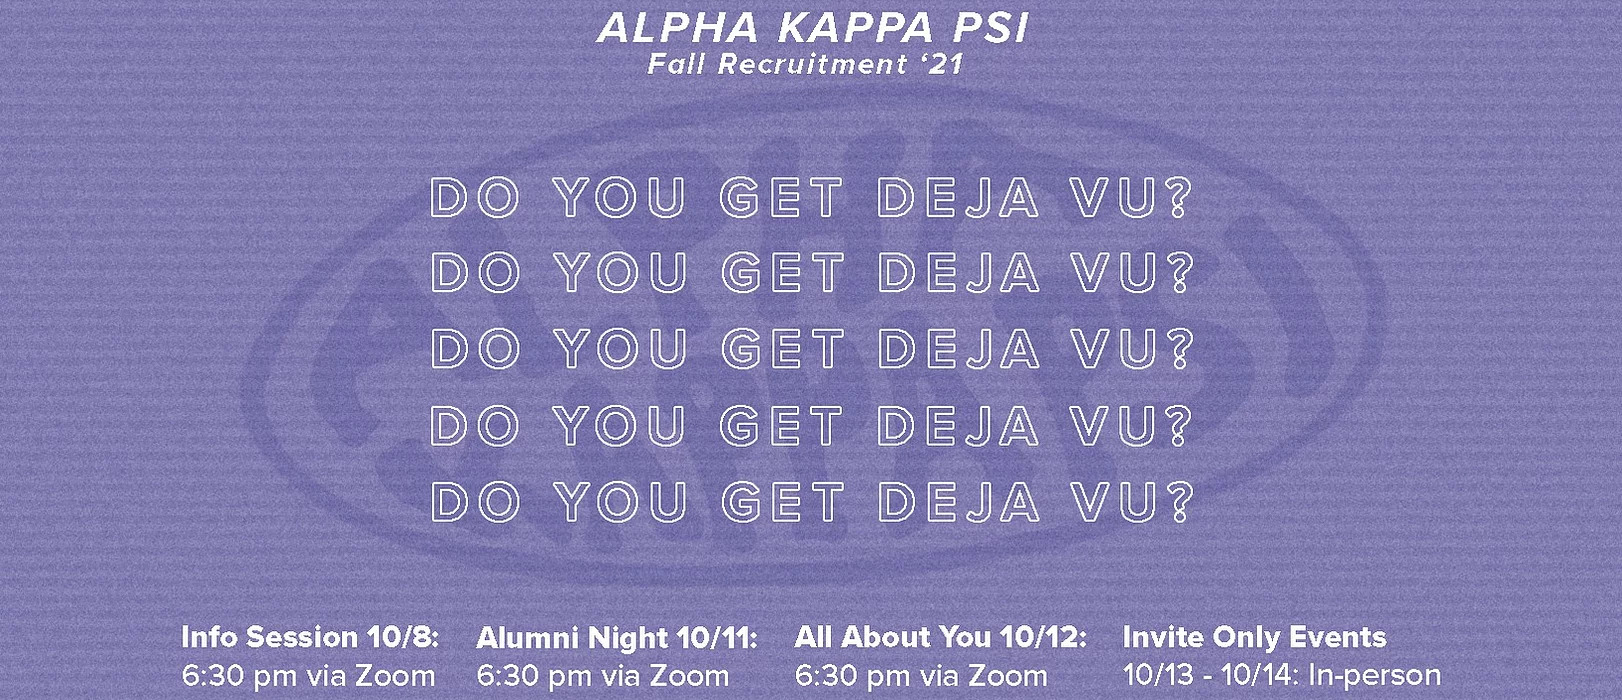 ALPHA KAPPA PSI
Fall Recruitment ‘21
ALPHA
KAPPA PSI
DO YOU GET DEJA VU?
DO YOU GET DEJA VU?
DO YOU GET DEJA VU?
DO YOU GET DEJA VU?
DO YOU GET DEJA VU?
Info Session 10/8:
6:30 pm via Zoom
Alumni Night 10/11:
6:30 pm via Zoom
All About You 10/12:
6:30 pm via Zoom
Invite Only Events
10/13 - 10/14: In-person